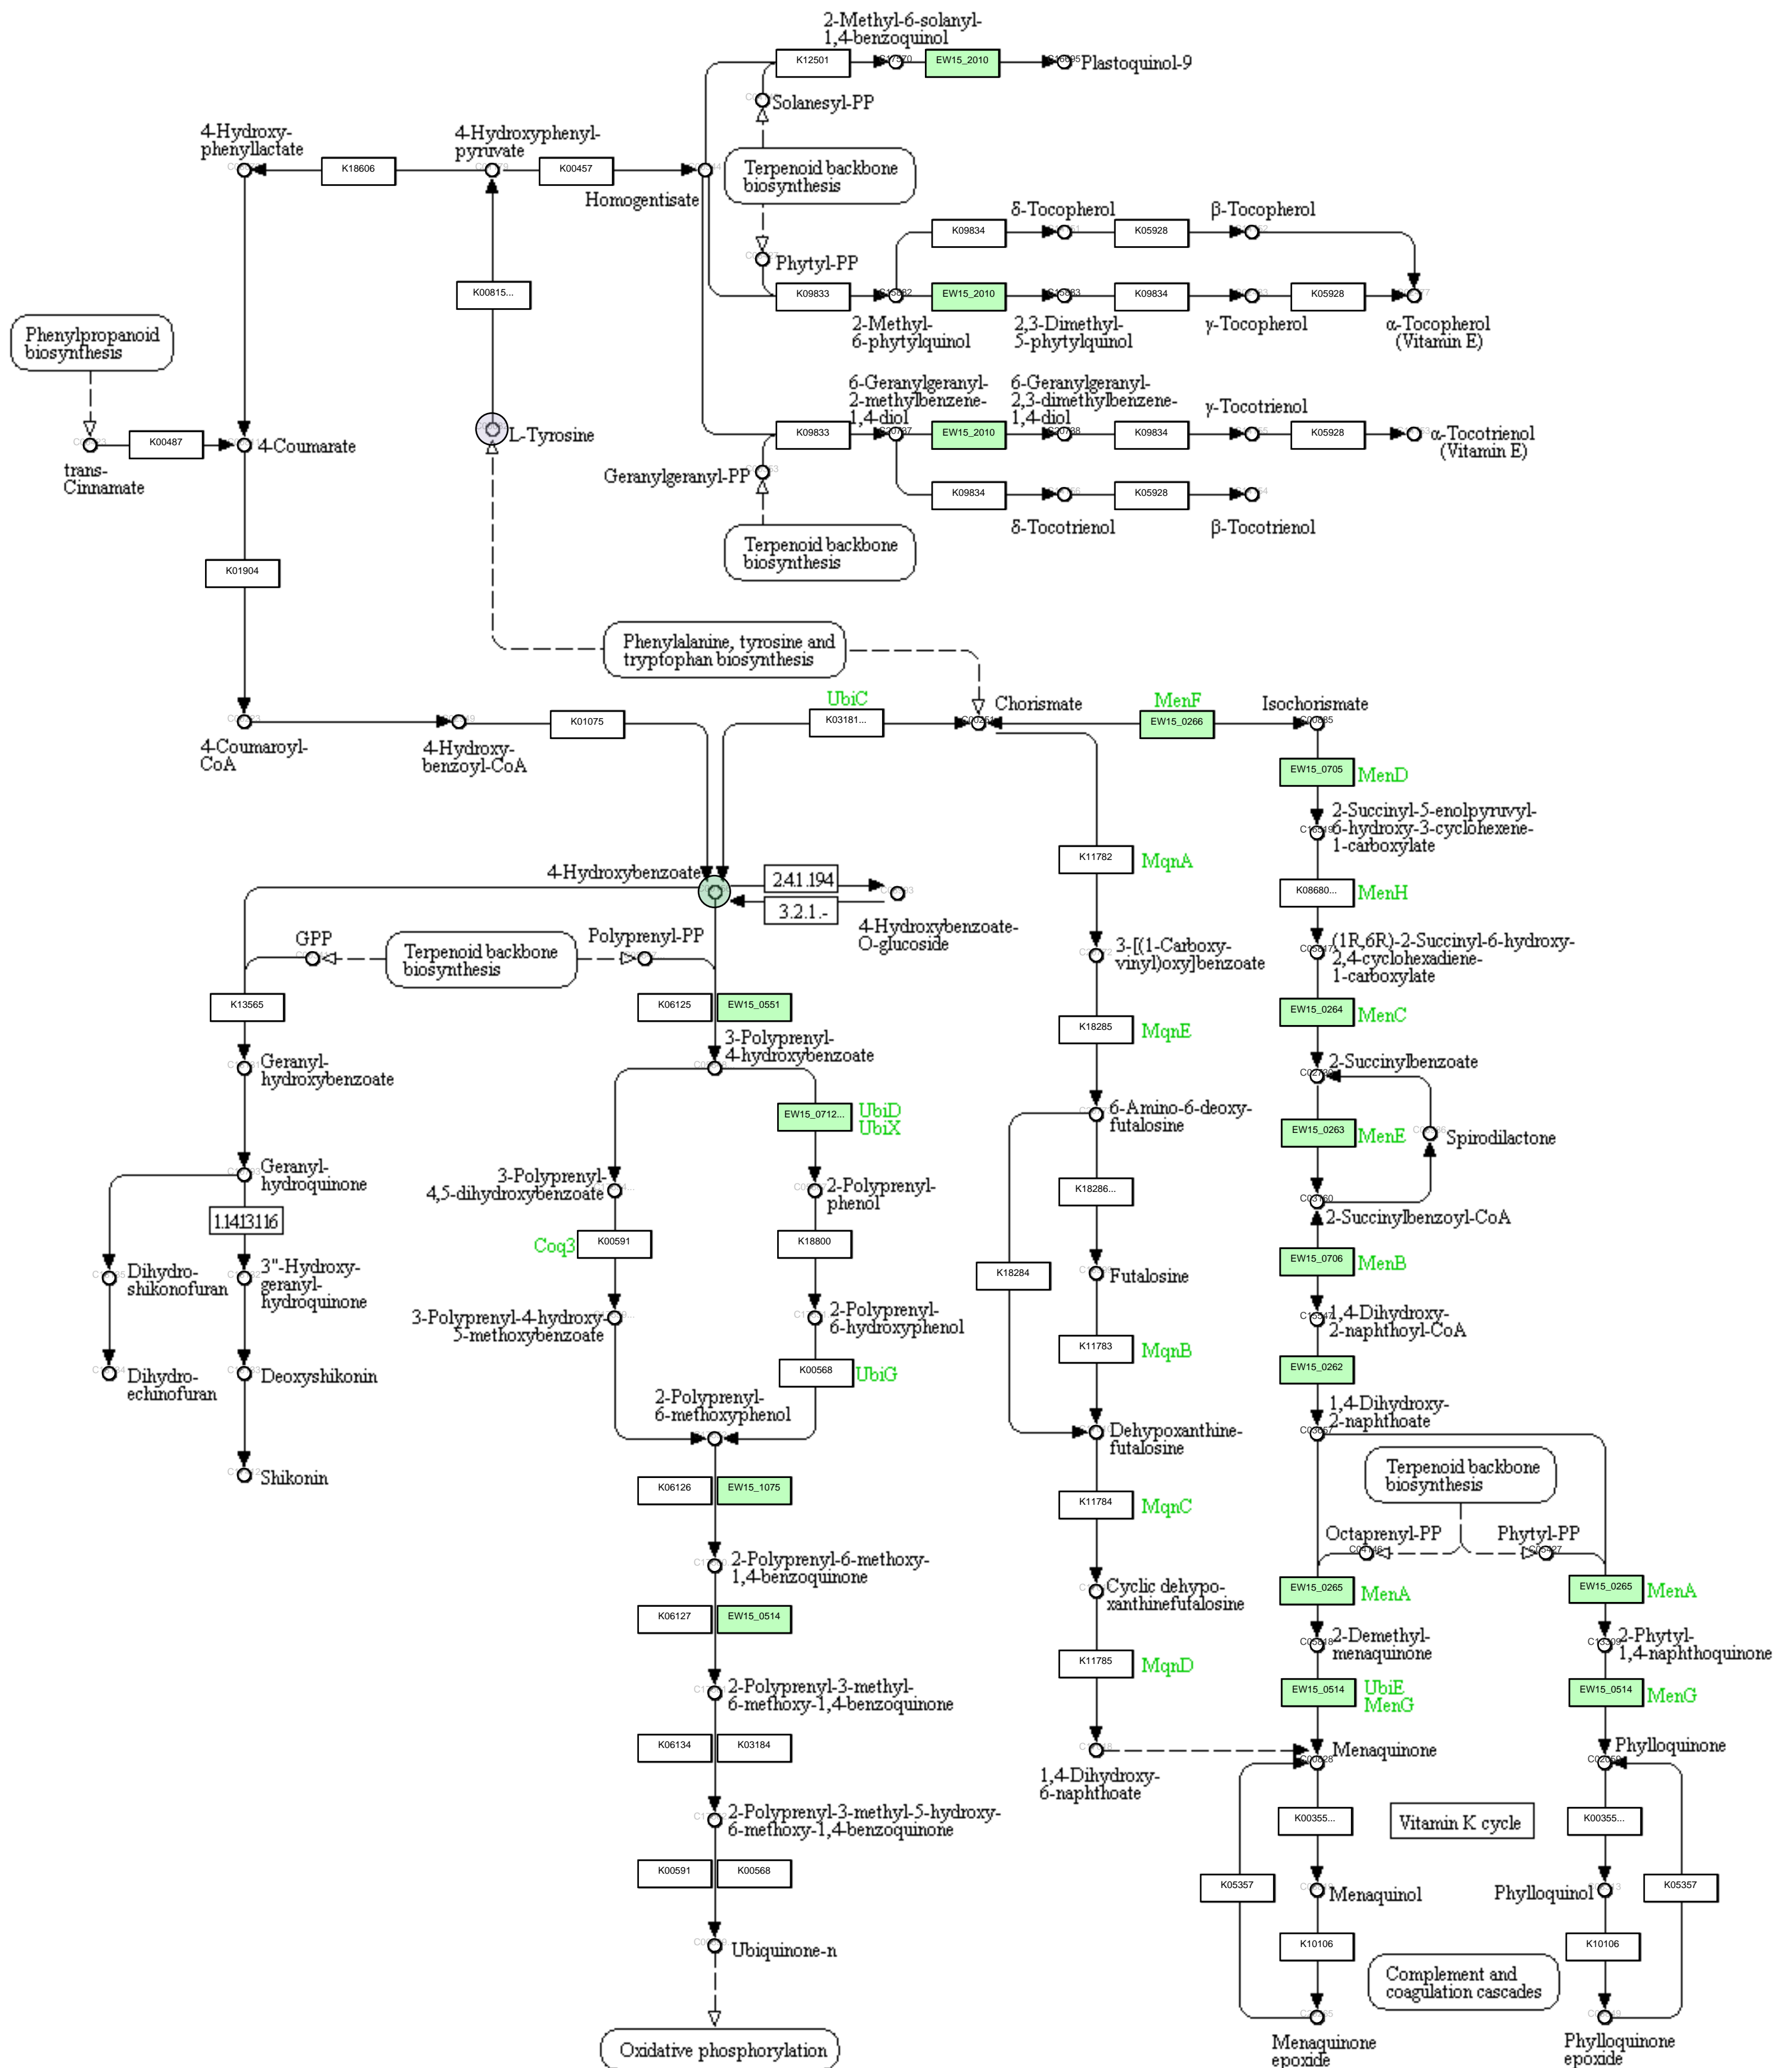 2-Methyl-6-solanyl-
1,4-benzoquinol
K12501
EW15_2010
Plastoquinol-9
Solanesyl-PP
4-Hydroxy-
phenyllactate
K18606
4-Hydroxyphenyl-
pyruvate
K00457
Homogentisate
Terpenoid backbone
biosynthesis
Phytyl-PP
δ-Tocopherol
β-Tocopherol
K09834
K05928
K00815...
K09833
EW15_2010
K09834
K05928
2-Methyl-
6-phytylquinol
2,3-Dimethyl-
5-phytylquinol
γ-Tocopherol
α-Tocopherol
(Vitamin E)
Phenylpropanoid
biosynthesis
K00487
trans-
Cinnamate
4-Coumarate
L-Tyrosine
6-Geranylgeranyl-
2-methylbenzene-
1,4-diol
6-Geranylgeranyl-
2,3-dimethylbenzene-
1,4-diol
γ-Tocotrienol
K09833
EW15_2010
K09834
K05928
α-Tocotrienol
(Vitamin E)
Geranylgeranyl-PP
K09834
K05928
δ-Tocotrienol
β-Tocotrienol
Terpenoid backbone
biosynthesis
K01904
Phenylalanine, tyrosine and
tryptophan biosynthesis
4-Coumaroyl-
CoA
4-Hydroxy-
benzoyl-CoA
K01075
UbiC
K03181...
Chorismate
C00251
MenF
EW15_0266
Isochorismate
C00885
EW15_0705
MenD
2-Succinyl-5-enolpyruvyl-
6-hydroxy-3-cyclohexene-
1-carboxylate
K11782
MqnA
K08680...
MenH
4-Hydroxybenzoate
2.4.1.194
3.2.1.-
4-Hydroxybenzoate-
O-glucoside
GPP
Terpenoid backbone
biosynthesis
Polyprenyl-PP
3-[(1-Carboxy-
vinyl)oxy]benzoate
(1R,6R)-2-Succinyl-6-hydroxy-
2,4-cyclohexadiene-
1-carboxylate
K13565
K06125
EW15_0551
K18285
MqnE
EW15_0264
MenC
3-Polyprenyl-
4-hydroxybenzoate
Geranyl-
hydroxybenzoate
2-Succinylbenzoate
EW15_0712...
UbiD
UbiX
6-Amino-6-deoxy-
futalosine
EW15_0263
MenE
Spirodilactone
Geranyl-
hydroquinone
3-Polyprenyl-
4,5-dihydroxybenzoate
2-Polyprenyl-
phenol
K18286...
C03160
2-Succinylbenzoyl-CoA
1.14.13.116
Coq3
K00591
K18800
EW15_0706
MenB
Dihydro-
shikonofuran
3"-Hydroxy-
geranyl-
hydroquinone
K18284
Futalosine
3-Polyprenyl-4-hydroxy-
5-methoxybenzoate
2-Polyprenyl-
6-hydroxyphenol
1,4-Dihydroxy-
2-naphthoyl-CoA
K11783
MqnB
Dihydro-
echinofuran
Deoxyshikonin
K00568
UbiG
EW15_0262
2-Polyprenyl-
6-methoxyphenol
Dehypoxanthine-
futalosine
1,4-Dihydroxy-
2-naphthoate
C03657
Shikonin
K06126
EW15_1075
K11784
MqnC
Terpenoid backbone
biosynthesis
Octaprenyl-PP
Phytyl-PP
C04146
C05427
2-Polyprenyl-6-methoxy-
1,4-benzoquinone
Cyclic dehypo-
xanthinefutalosine
EW15_0265
MenA
EW15_0265
MenA
K06127
EW15_0514
K11785
MqnD
C05818
2-Demethyl-
menaquinone
C13309
2-Phytyl-
1,4-naphthoquinone
2-Polyprenyl-3-methyl-
6-methoxy-1,4-benzoquinone
EW15_0514
UbiE
MenG
EW15_0514
MenG
K06134
K03184
1,4-Dihydroxy-
6-naphthoate
Menaquinone
C00828
Phylloquinone
C02059
2-Polyprenyl-3-methyl-5-hydroxy-
6-methoxy-1,4-benzoquinone
K00355...
Vitamin K cycle
K00355...
K00591
K00568
K05357
Menaquinol
Phylloquinol
K05357
Ubiquinone-n
K10106
K10106
Complement and
coagulation cascades
Oxidative phosphorylation
Menaquinone
epoxide
Phylloquinone
epoxide